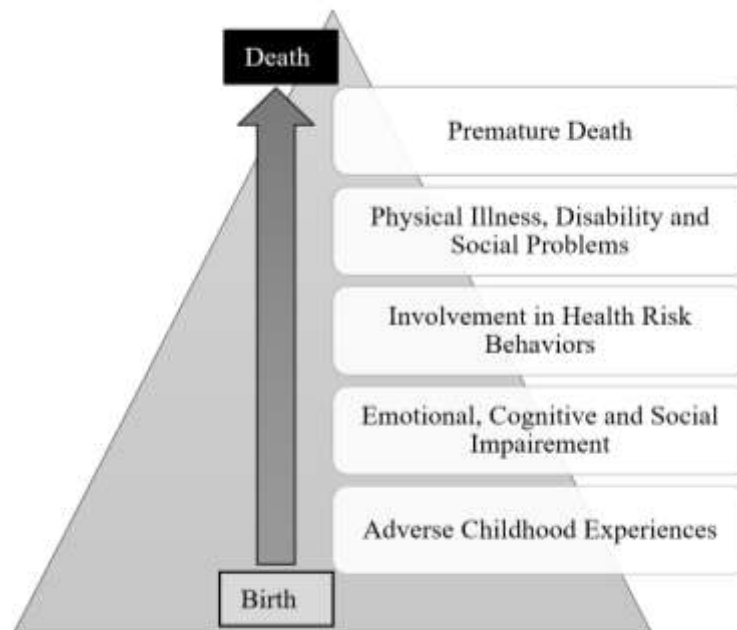 Death
Premature Death
Physical Illness, Disability and
Social Problems
Involvement in Health Risk
Behaviors
Emotional, Cognitive and Social
Impairement
Adverse Childhood Experiences
Birth